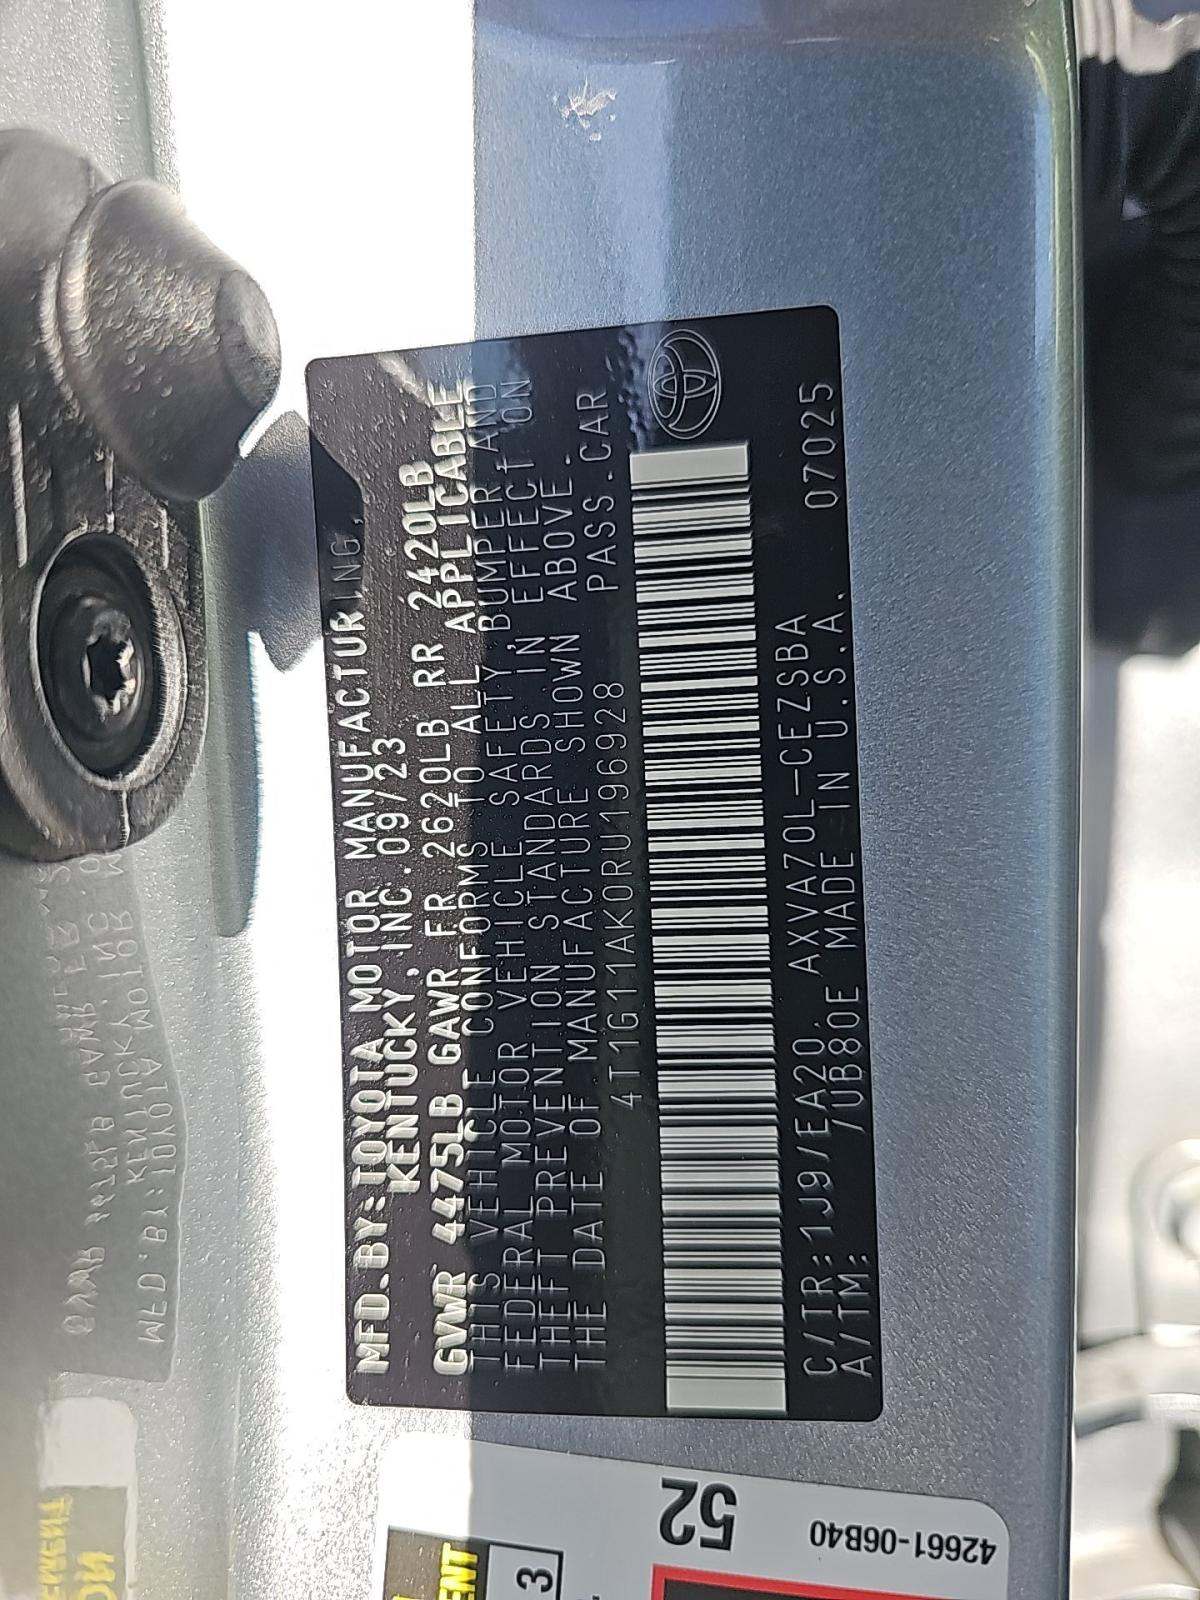 MFD.BY:TOYOTA MOTOR MANUFACTURING,
KENTUCKY, INC. 09/23
GVWR 4475LB GAWR FR 2620LB RR 2420LB
THIS VEHICLE CONFORMS TO ALL APPLICABLE
FEDERAL MOTOR VEHICLE SAFETY, BUMPER AND
THEFT PREVENTION STANDARDS IN EFFECT ON
THE DATE OF MANUFACTURE SHOWN ABOVE.
4T1G11AK0RU196928 PASS.CAR
C/TR:1J9/EA20, AXVA70L-CEZSBA
A/TM: /UB80E MADE IN U.S.A. 07025
52
42661-06B40
3